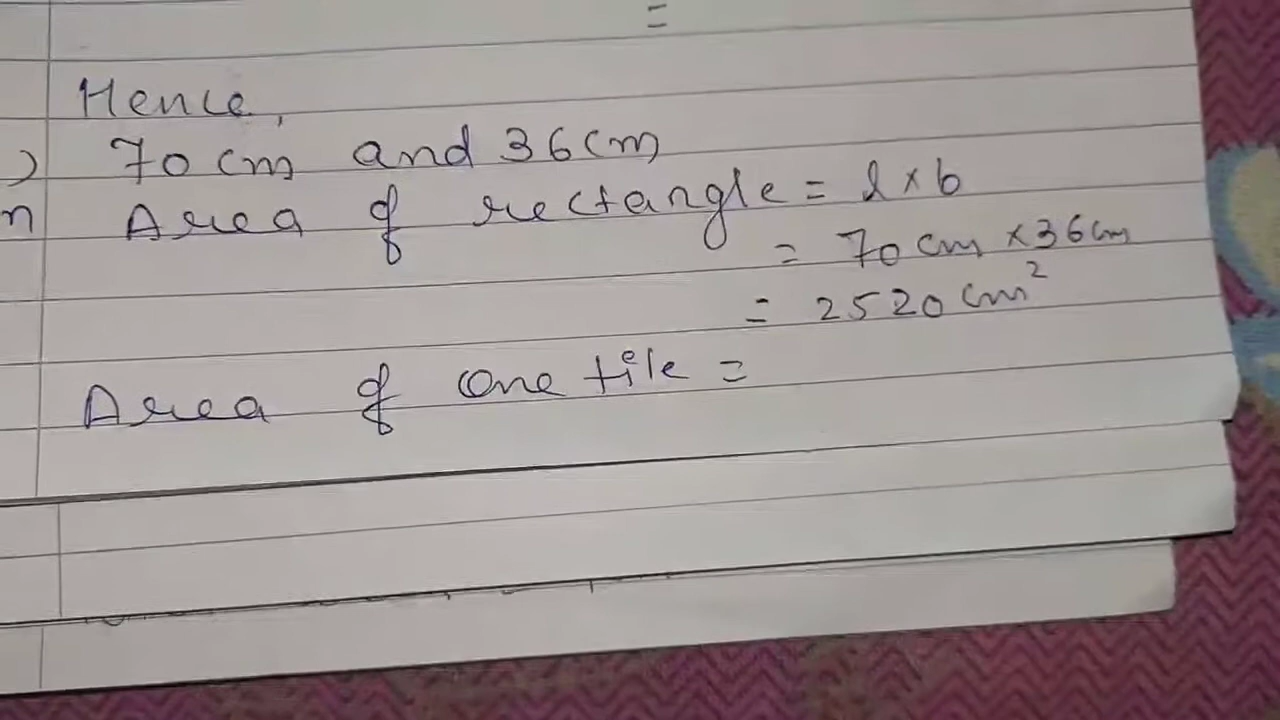 =
Hence,
) 70 cm and 36 cm
n Area of rectangle = l × b
= 70 cm × 36 cm
= 2520 cm²
Area of one tile =